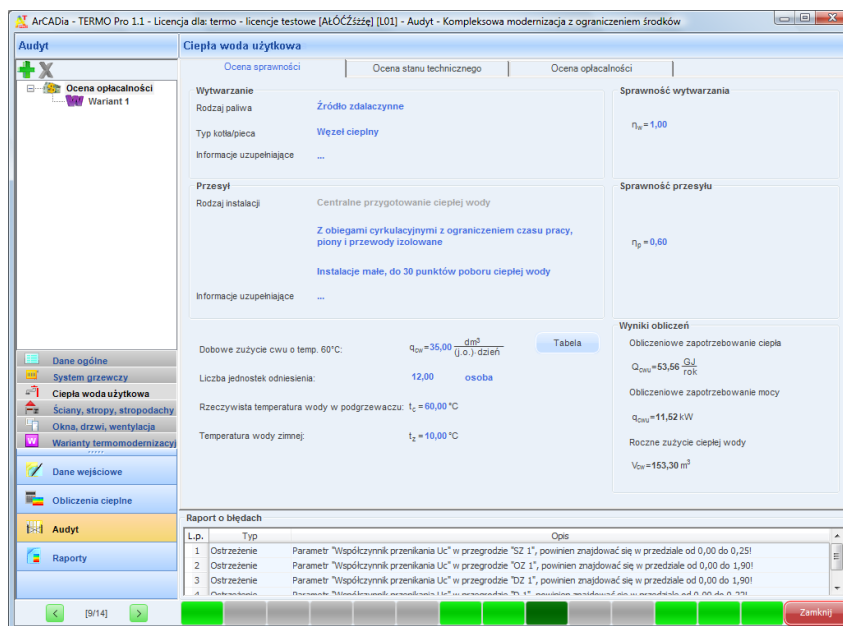 ArCADia - TERMO Pro 1.1 - Licencja dla: termo - licencje testowe [AŁÓĆŹśżźę] [L01] - Audyt - Kompleksowa modernizacja z ograniczeniem środków
Audyt
Ciepła woda użytkowa
Ocena sprawności
Ocena stanu technicznego
Ocena opłacalności
Ocena opłacalności
Wariant 1
Wytwarzanie
Rodzaj paliwa
Źródło zdalaczynne
Typ kotła/pieca
Węzeł cieplny
Informacje uzupełniające
...
Sprawność wytwarzania
ηw=1,00
Przesył
Rodzaj instalacji
Centralne przygotowanie ciepłej wody
Z obiegami cyrkulacyjnymi z ograniczeniem czasu pracy,
piony i przewody izolowane
Instalacje małe, do 30 punktów poboru ciepłej wody
Informacje uzupełniające
...
Sprawność przesyłu
ηp=0,60
Dobowe zużycie cwu o temp. 60°C:
qcw=35,00 dm³/(j.o.)·dzień
Tabela
Liczba jednostek odniesienia:
12,00 osoba
Rzeczywista temperatura wody w podgrzewaczu: tc=60,00 °C
Temperatura wody zimnej:
tz=10,00 °C
Wyniki obliczeń
Obliczeniowe zapotrzebowanie ciepła
Qcwu=53,56 GJ/rok
Obliczeniowe zapotrzebowanie mocy
qcwu=11,52 kW
Roczne zużycie ciepłej wody
Vcw=153,30 m³
Dane ogólne
System grzewczy
Ciepła woda użytkowa
Ściany, stropy, stropodachy
Okna, drzwi, wentylacja
Warianty termomodernizacyj
Dane wejściowe
Obliczenia cieplne
Audyt
Raporty
Raport o błędach
L.p. Typ Opis
1 Ostrzeżenie Parametr "Współczynnik przenikania Uc" w przegrodzie "SZ 1", powinien znajdować się w przedziale od 0,00 do 0,25!
2 Ostrzeżenie Parametr "Współczynnik przenikania Uc" w przegrodzie "OZ 1", powinien znajdować się w przedziale od 0,00 do 1,90!
3 Ostrzeżenie Parametr "Współczynnik przenikania Uc" w przegrodzie "DZ 1", powinien znajdować się w przedziale od 0,00 do 1,90!
[9/14]
Zamknij